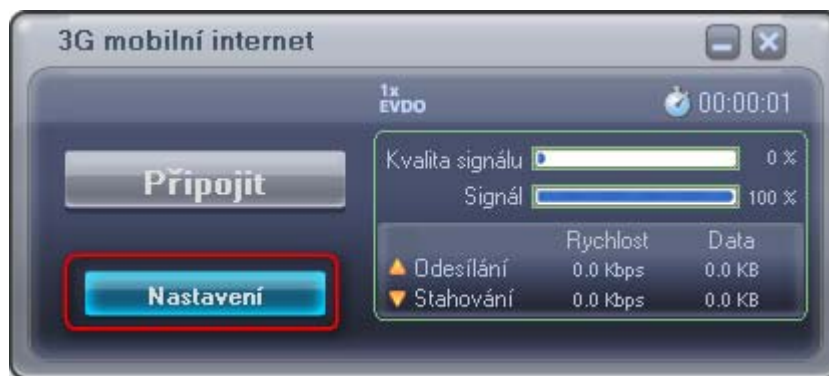 3G mobilní internet
1x
EVDO
00:00:01
Připojit
Kvalita signálu 0 %
Signál 100 %
Rychlost Data
Odesílání 0.0 Kbps 0.0 KB
Stahování 0.0 Kbps 0.0 KB
Nastavení